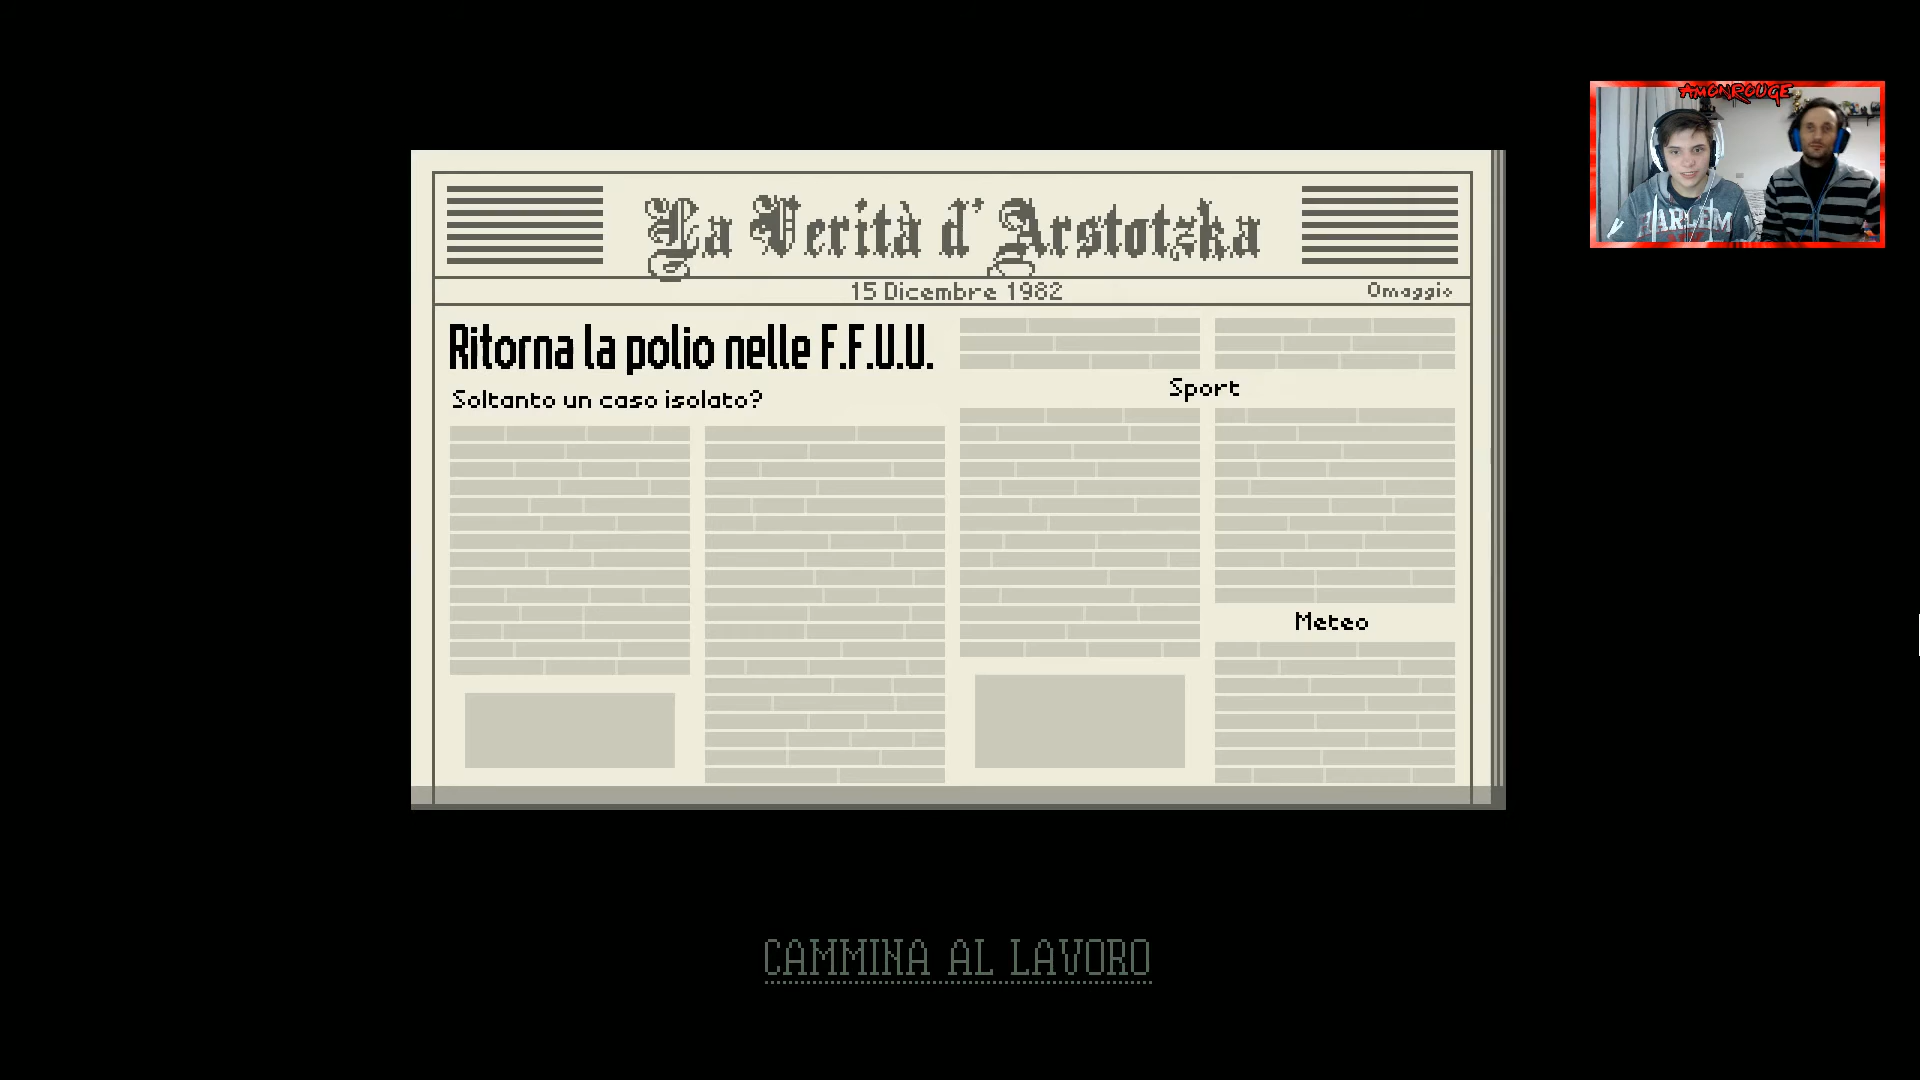 AMONROUGE
HARLEM
La Verità d'Arstotzka
15 Dicembre 1982
Omaggio
Ritorna la polio nelle F.F.U.U.
Soltanto un caso isolato?
Sport
Meteo
CAMMINA AL LAVORO